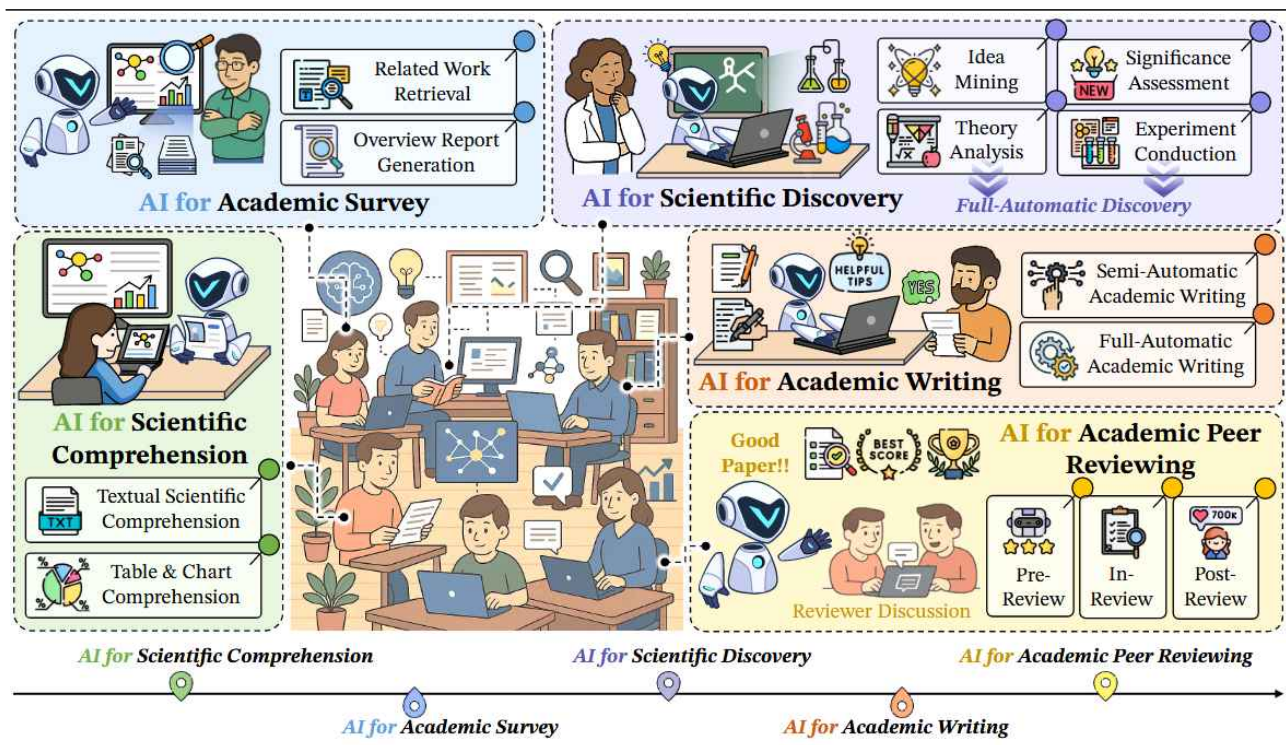 Related Work
Retrieval
Overview Report
Generation
AI for Academic Survey
Idea
Mining
Significance
Assessment
NEW
Theory
Analysis
√x
Experiment
Conduction
AI for Scientific Discovery
Full-Automatic Discovery
AI for Scientific
Comprehension
Textual Scientific
Comprehension
TXT
Table & Chart
Comprehension
% %
% %
HELPFUL
TIPS
YES
Semi-Automatic
Academic Writing
Full-Automatic
Academic Writing
AI for Academic Writing
Good
Paper!!
BEST
SCORE
AI for Academic Peer
Reviewing
Reviewer Discussion
Pre-
Review
In-
Review
700K
Post-
Review
AI for Scientific Comprehension
AI for Scientific Discovery
AI for Academic Peer Reviewing
AI for Academic Survey
AI for Academic Writing